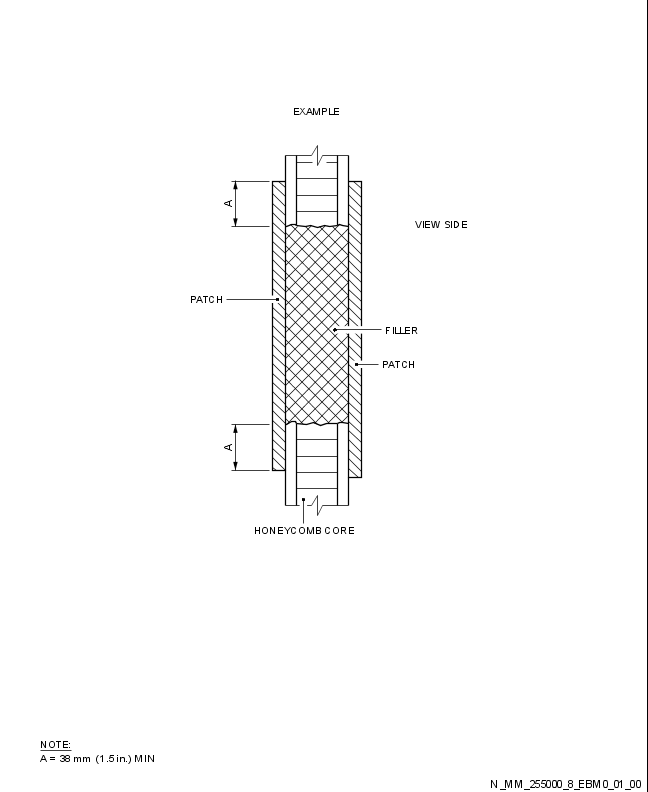 EXAMPLE
A
VIEW SIDE
PATCH
FILLER
PATCH
A
HONEYCOMB CORE
NOTE:
A = 38 mm (1.5 in.) MIN
N_MM_255000_8_EBM0_01_00